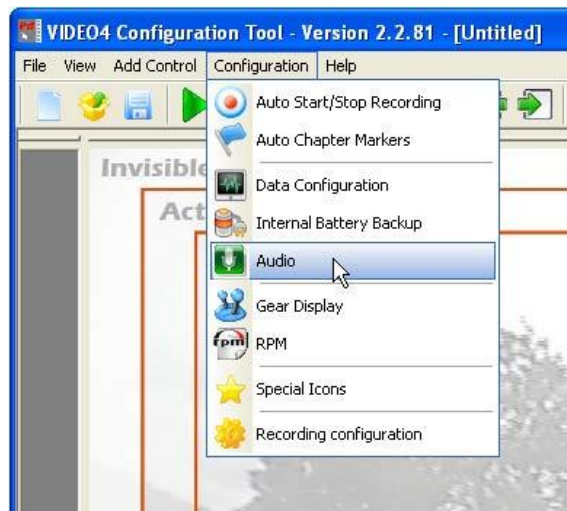 VIDEO4 Configuration Tool - Version 2.2.81 - [Untitled]
File View Add Control Configuration Help
Auto Start/Stop Recording
Auto Chapter Markers
Invisible
Data Configuration
Act
Internal Battery Backup
Audio
Gear Display
rpm RPM
Special Icons
Recording configuration